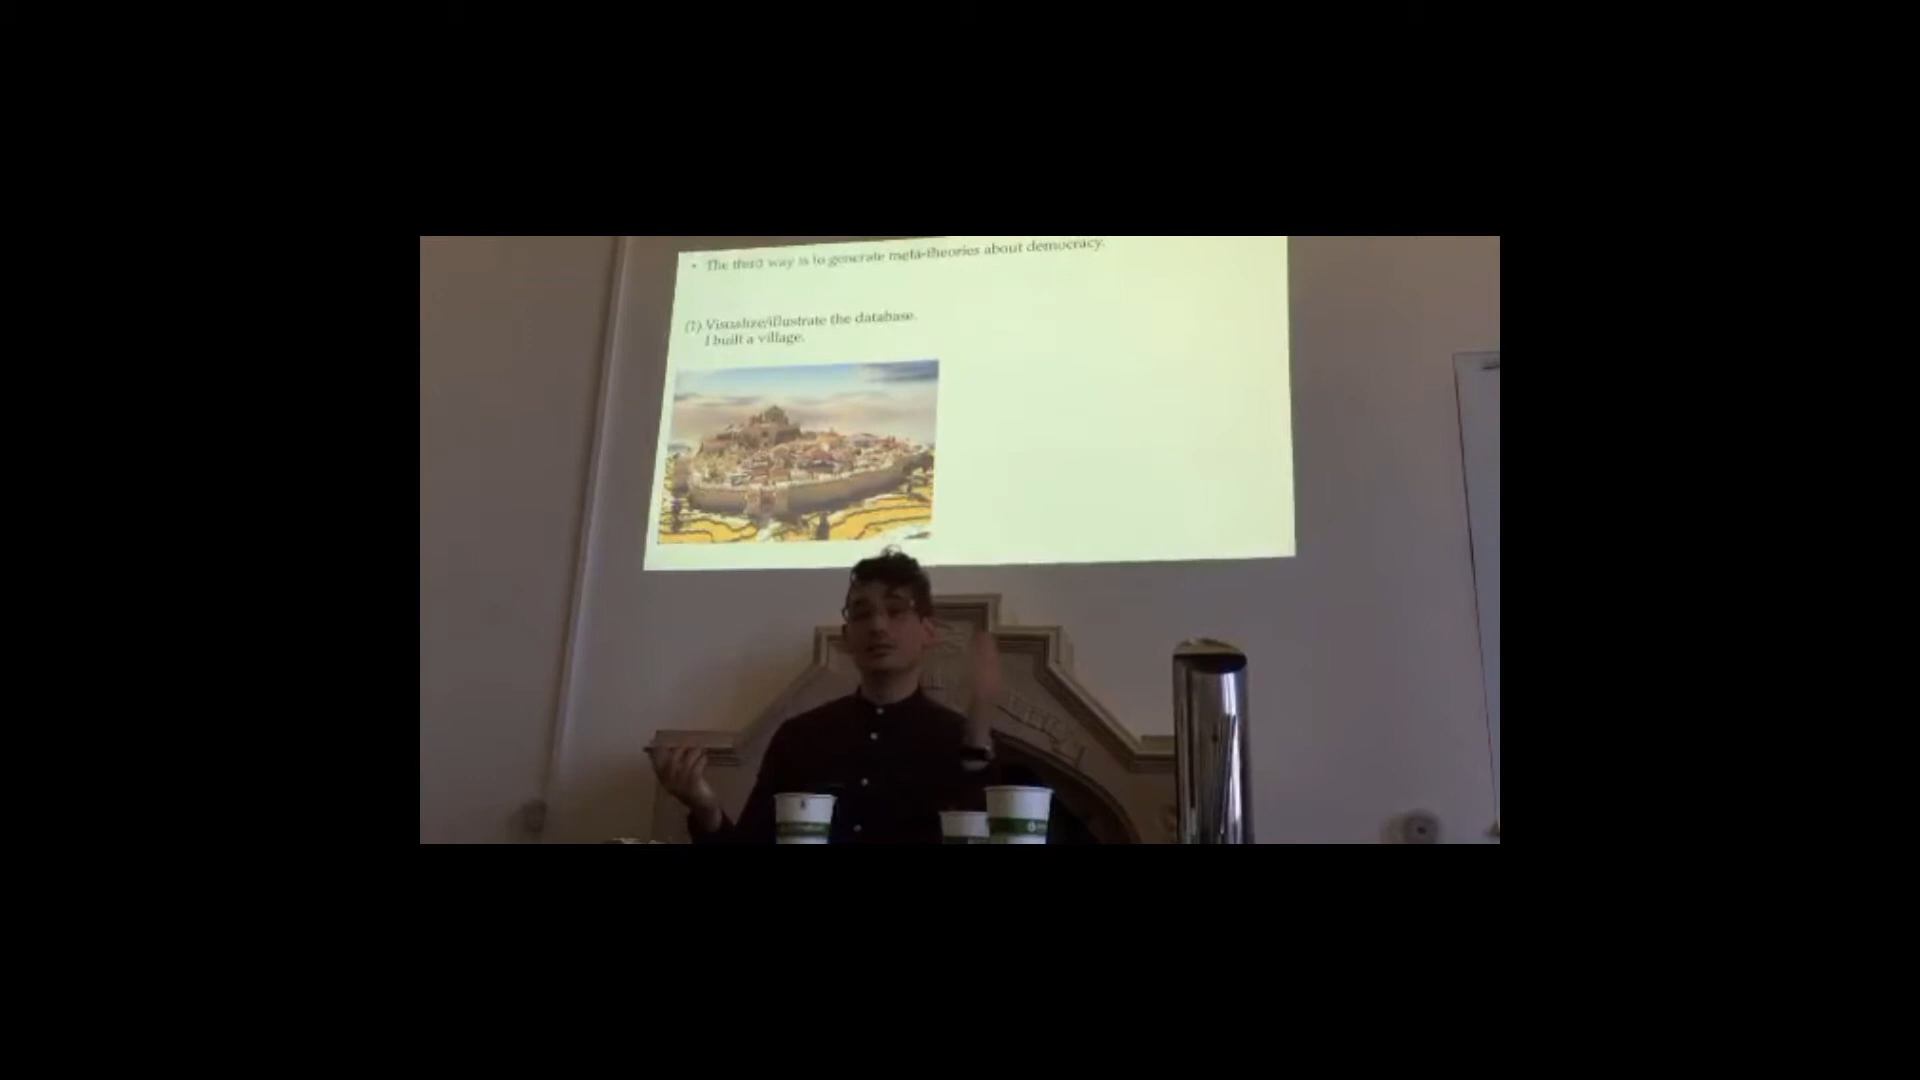 • The third way is to generate meta-theories about democracy.
(1) Visualize/illustrate the database.
I built a village.